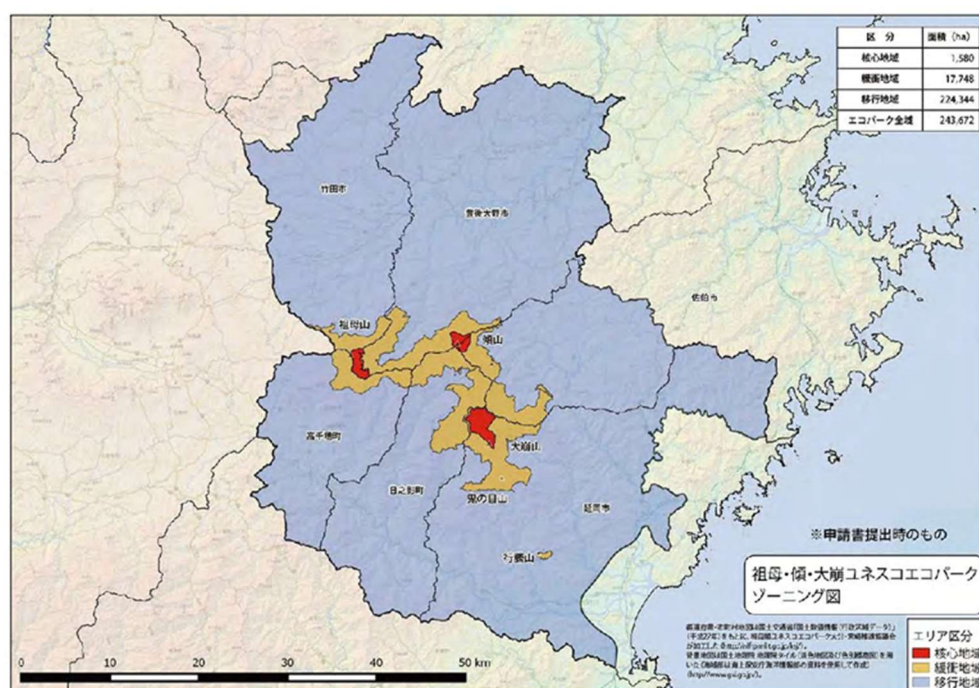 区 分 面積(ha)
核心地域 1,580
緩衝地域 17,748
移行地域 224,344
エコパーク全域 243,672
竹田市
豊後大野市
佐伯市
祖母山
傾山
高千穂町
大崩山
日之影町
鬼の目山
延岡市
行縢山
※申請書提出時のもの
祖母・傾・大崩ユネスコエコパーク
ゾーニング図
エリア区分
核心地域
緩衝地域
移行地域
0 10 20 30 40 50 km